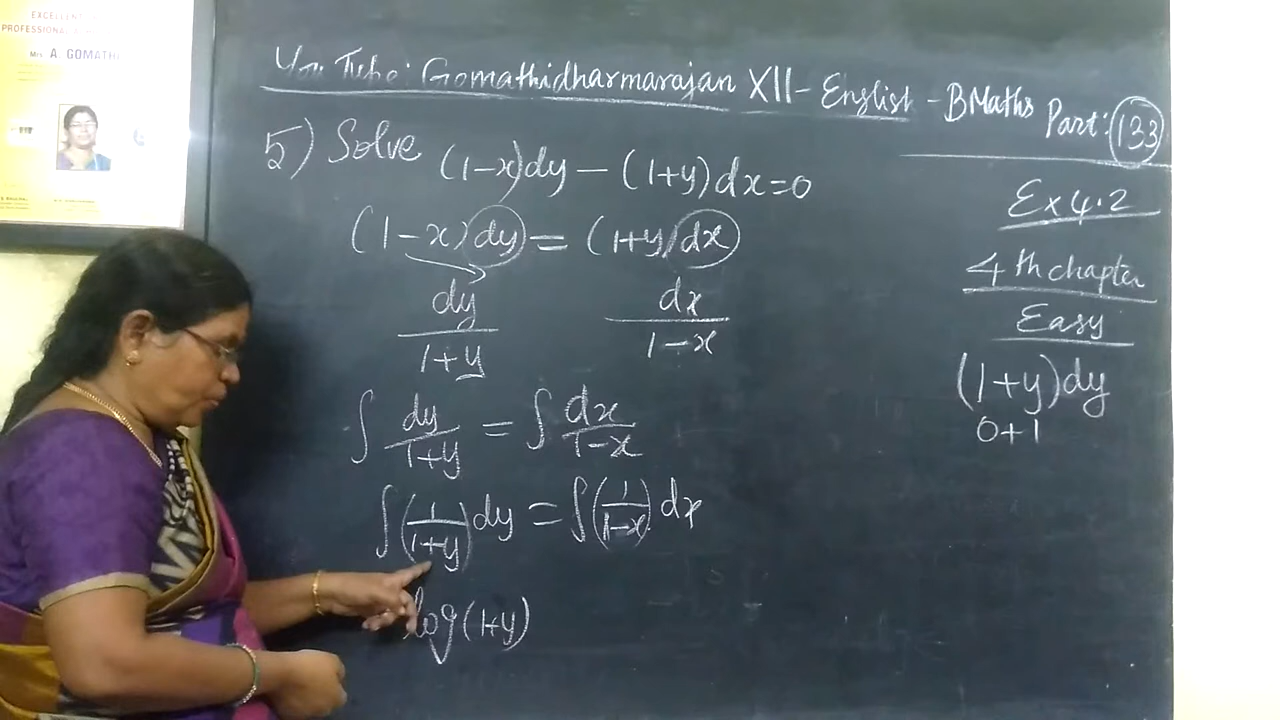 EXCELLENT
PROFESSIONAL
Mrs. A. GOMATHI
You Tube: Gomathidharmarajan XII - English - BMaths Part: 133
5) Solve (1-x)dy - (1+y)dx=0
Ex 4.2
(1-x)dy = (1+y)dx
4th chapter
dy/1+y dx/1-x
Easy
(1+y)dy
0+1
∫ dy/1+y = ∫ dx/1-x
∫ (1/1+y) dy = ∫ (1/1-x) dx
log(1+y)